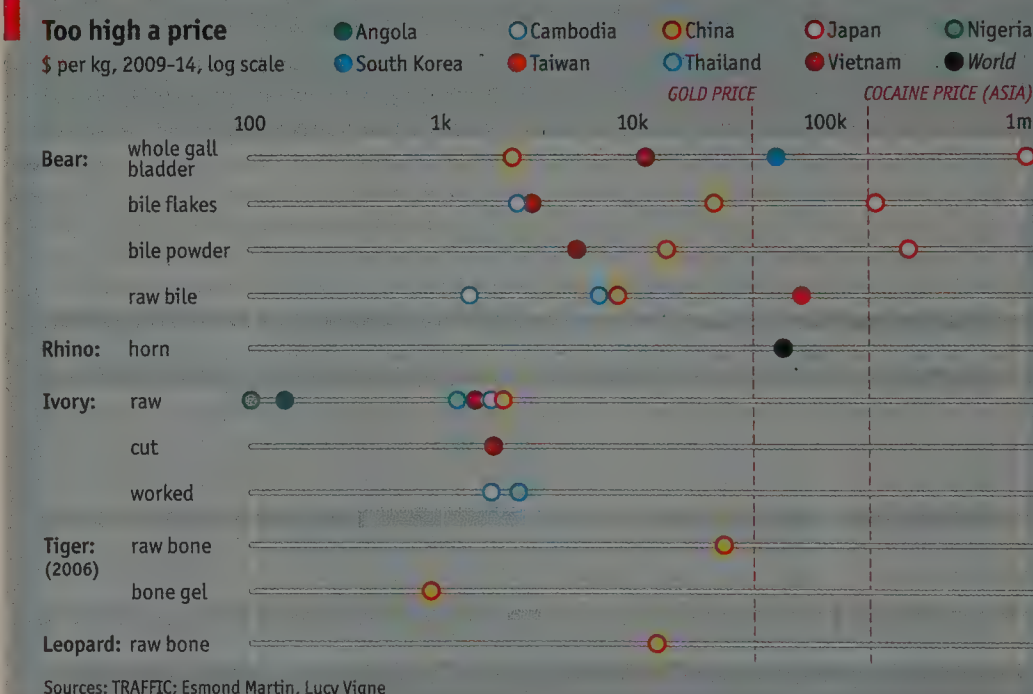 Too high a price
$ per kg, 2009-14, log scale
Angola
Cambodia
China
Japan
Nigeria
South Korea
Taiwan
Thailand
Vietnam
World
GOLD PRICE
COCAINE PRICE (ASIA)
100
1k
10k
100k
1m
Bear:
whole gall
bladder
bile flakes
bile powder
raw bile
Rhino: horn
Ivory: raw
cut
worked
Tiger: raw bone
(2006)
bone gel
Leopard: raw bone
Sources: TRAFFIC; Esmond Martin, Lucy Vigne